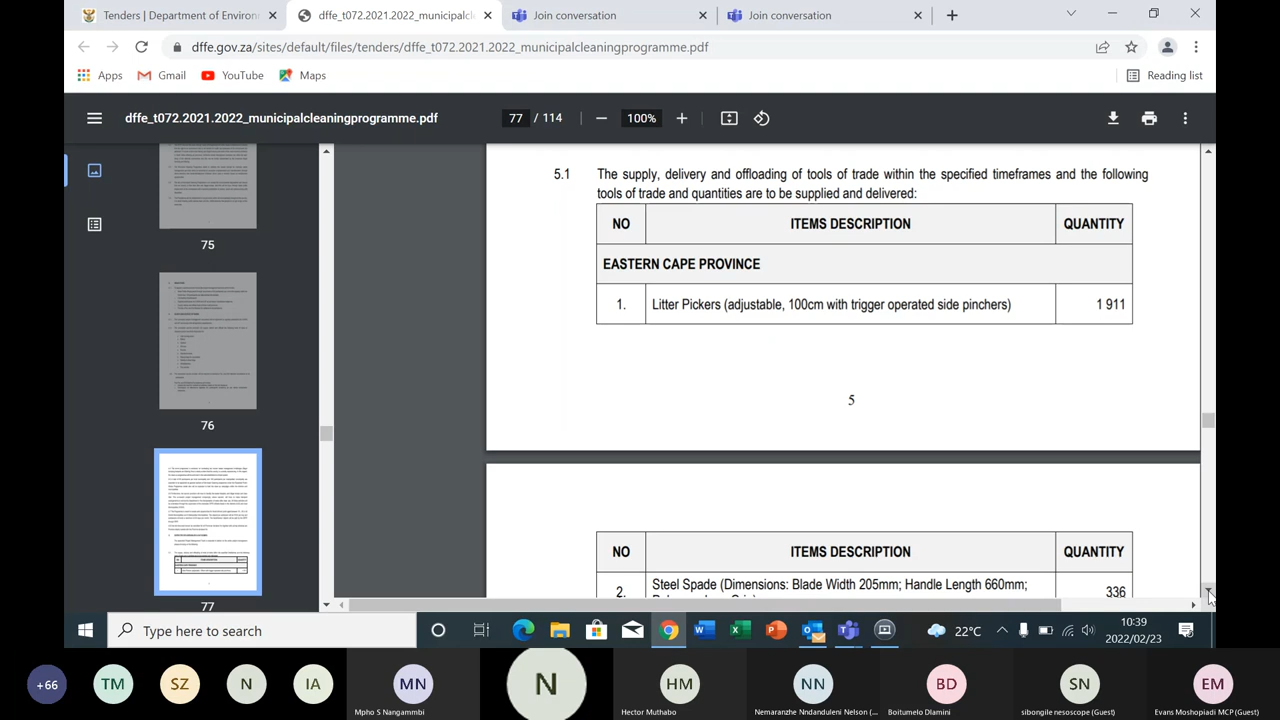 Tenders | Department of Environ
dffe_t072.2021.2022_municipalcl
Join conversation
Join conversation
dffe.gov.za/sites/default/files/tenders/dffe_t072.2021.2022_municipalcleaningprogramme.pdf
Apps
Gmail
YouTube
Maps
Reading list
dffe_t072.2021.2022_municipalcleaningprogramme.pdf
77 / 114
100%
75
76
77
5.1 The supply, delivery and offloading of tools of trade within the specified timeframes and the following
tools of trade and quantities are to be supplied and delivered:
NO ITEMS DESCRIPTION QUANTITY
EASTERN CAPE PROVINCE
1. Litter Pickers (adjustable, 100cm with trigger operated side pinchers) 1 911
5
NO ITEMS DESCRIPTION QUANTITY
2. Steel Spade (Dimensions: Blade Width 205mm; Handle Length 660mm; 336
Type here to search
22°C
10:39
2022/02/23
+66
TM
SZ
N
IA
MN
Mpho S Nangammbi
N
HM
Hector Muthabo
NN
Nemaranzhe Ndanduleni Nelson (...
BD
Boitumelo Dlamini
SN
sibongile nesoscope (Guest)
EM
Evans Moshopiadi MCP (Guest)